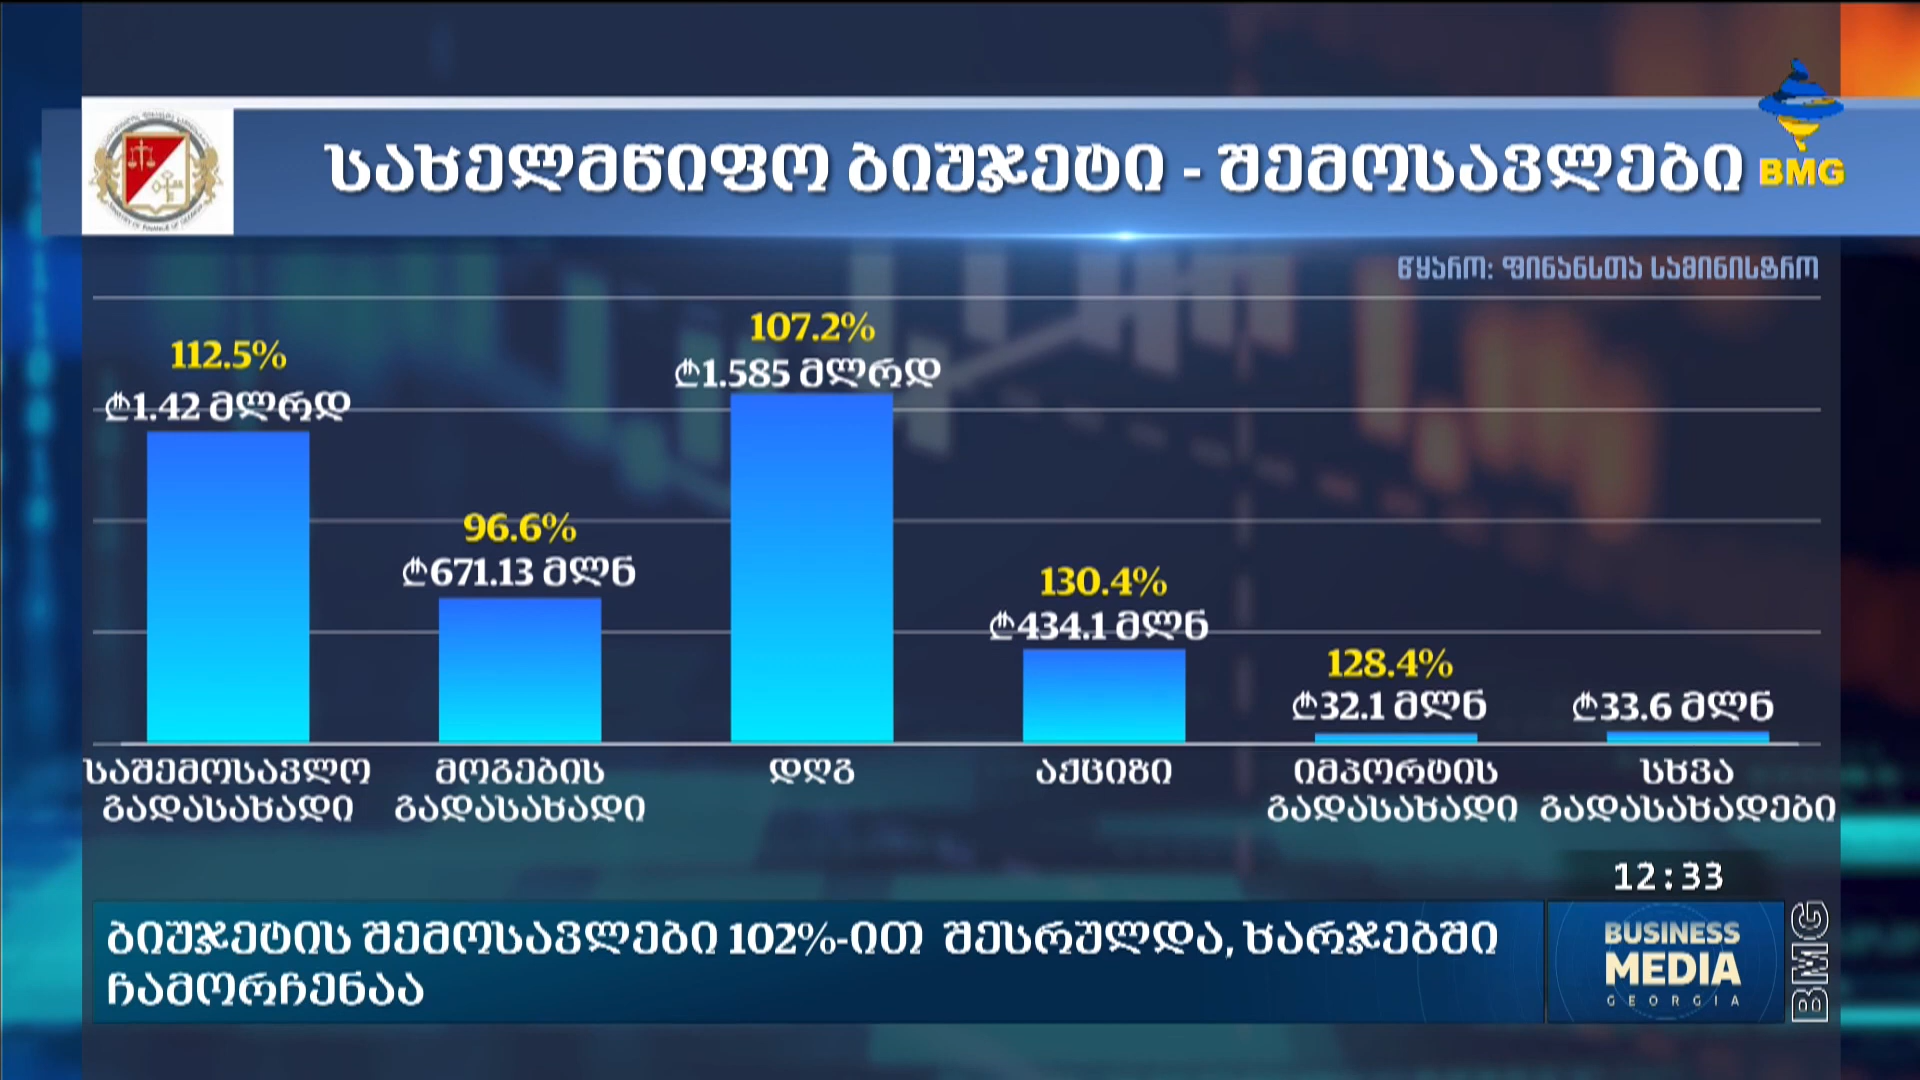 სახელმწიფო ბიუჯეტი - შემოსავლები
BMG
წყარო: ფინანსთა სამინისტრო
112.5%
₾1.42 მლრდ
96.6%
₾671.13 მლნ
107.2%
₾1.585 მლრდ
130.4%
₾434.1 მლნ
128.4%
₾32.1 მლნ
₾33.6 მლნ
საშემოსავლო
გადასახადი
მოგების
გადასახადი
დღგ
აქციზი
იმპორტის
გადასახადი
სხვა
გადასახადები
12:33
ბიუჯეტის შემოსავლები 102%-ით შესრულდა, ხარჯებში
ჩამორჩენაა
BUSINESS
MEDIA
GEORGIA
BMG